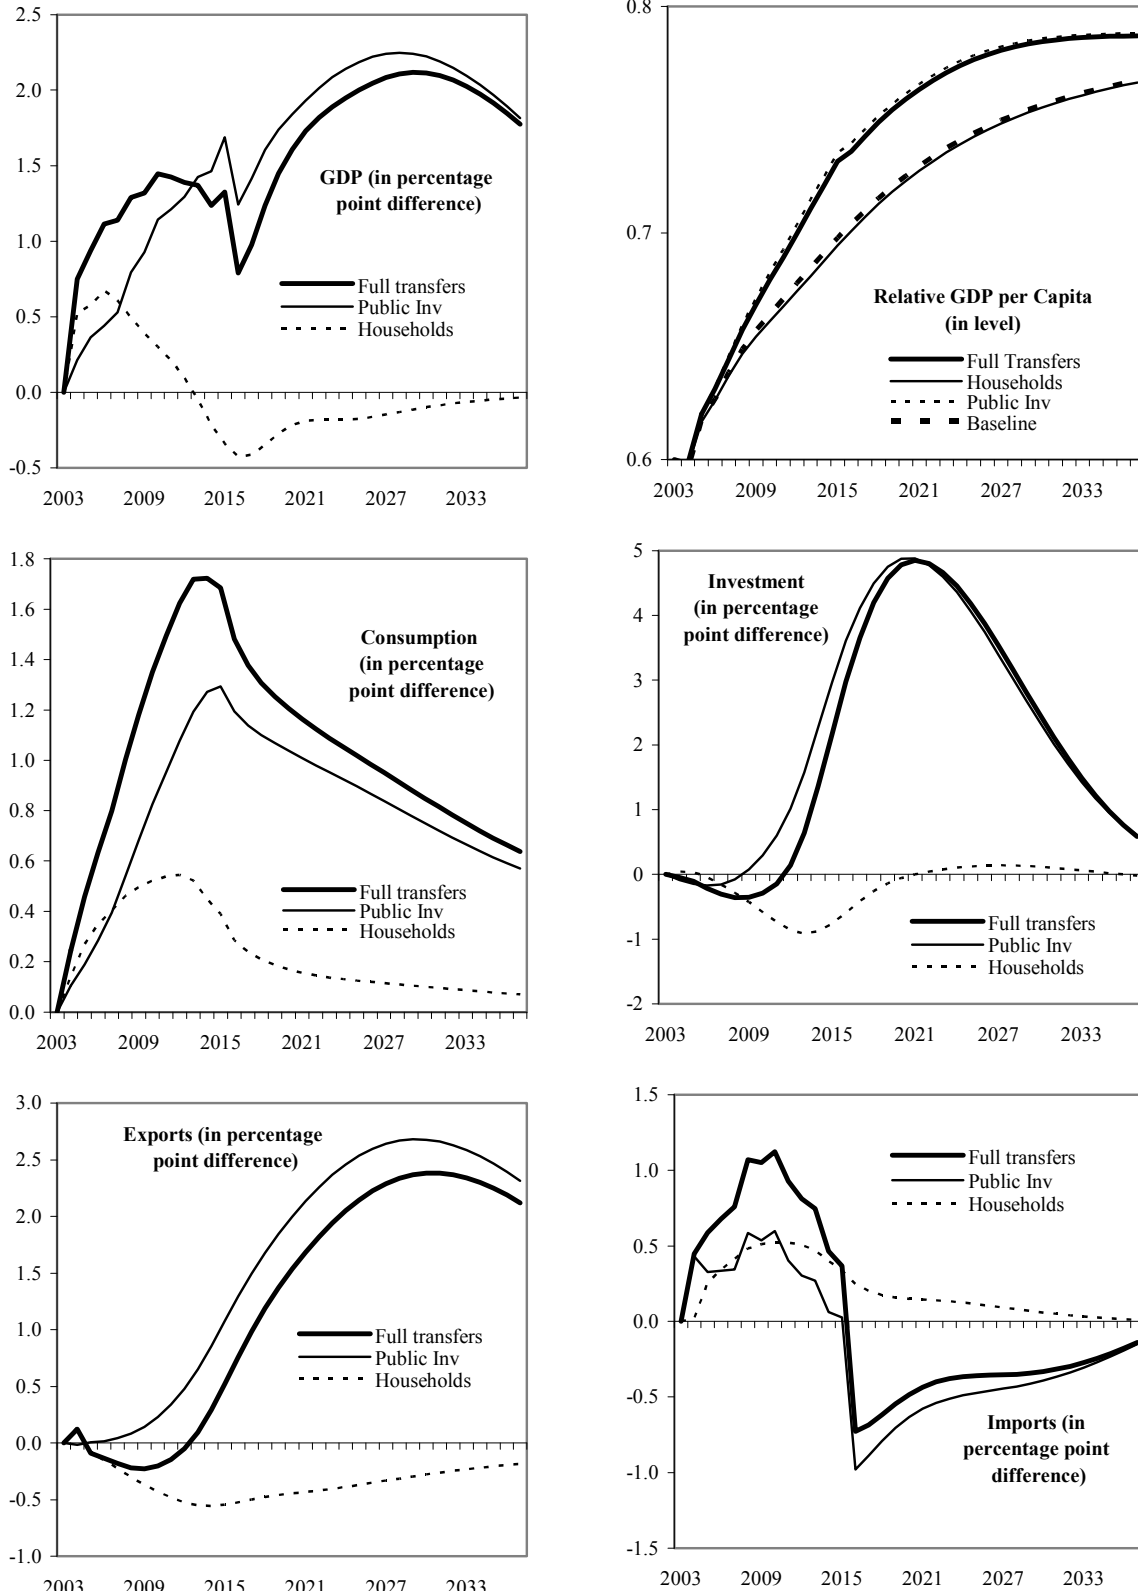 2.5
2.0
1.5
1.0
0.5
0.0
-0.5
GDP (in percentage
point difference)
Full transfers
Public Inv
Households
2003 2009 2015 2021 2027 2033
0.8
0.7
0.6
Relative GDP per Capita
(in level)
Full Transfers
Households
Public Inv
Baseline
2003 2009 2015 2021 2027 2033
1.8
1.6
1.4
1.2
1.0
0.8
0.6
0.4
0.2
0.0
Consumption
(in percentage
point difference)
Full transfers
Public Inv
Households
2003 2009 2015 2021 2027 2033
5
4
3
2
1
0
-1
-2
Investment
(in percentage
point difference)
Full transfers
Public Inv
Households
2003 2009 2015 2021 2027 2033
3.0
2.5
2.0
1.5
1.0
0.5
0.0
-0.5
-1.0
Exports (in percentage
point difference)
Full transfers
Public Inv
Households
2003 2009 2015 2021 2027 2033
1.5
1.0
0.5
0.0
-0.5
-1.0
-1.5
Full transfers
Public Inv
Households
Imports (in
percentage point
difference)
2003 2009 2015 2021 2027 2033